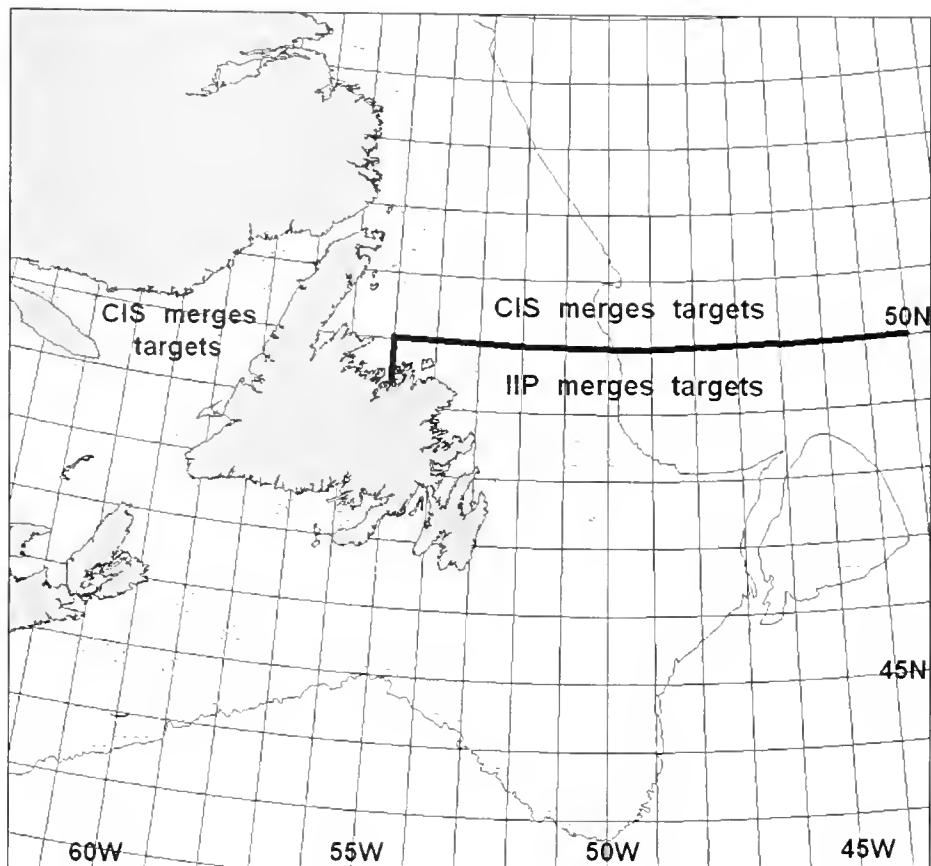 CIS merges targets
50N
CIS merges
targets
IIP merges targets
45N
60W
55W
50W
45W